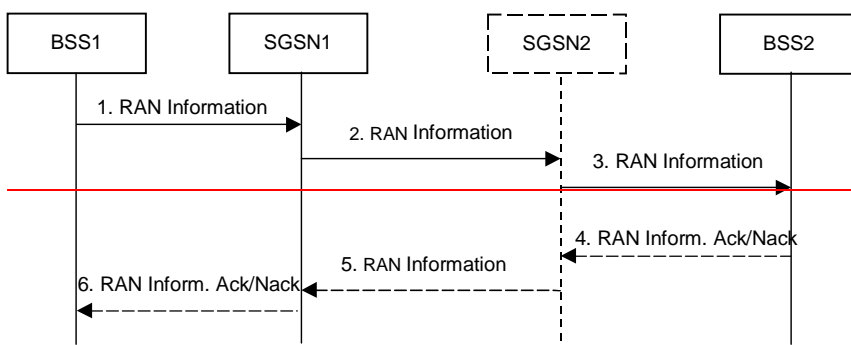 BSS1
SGSN1
SGSN2
BSS2
1. RAN Information
2. RAN Information
3. RAN Information
4. RAN Inform. Ack/Nack
5. RAN Information
6. RAN Inform. Ack/Nack